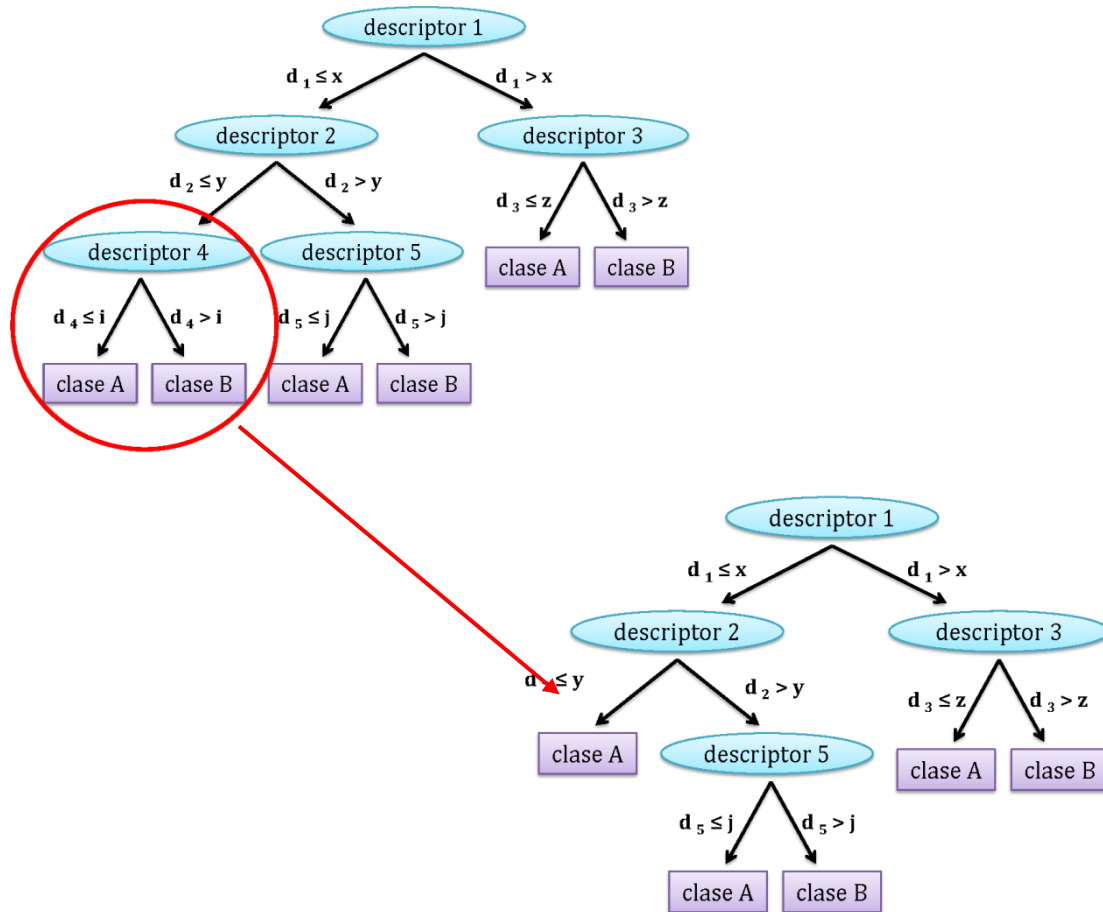 descriptor 1
d 1 ≤ x
d 1 > x
descriptor 2
descriptor 3
d 2 ≤ y
d 2 > y
d 3 ≤ z
d 3 > z
descriptor 4
descriptor 5
clase A
clase B
d 4 ≤ i
d 4 > i
d 5 ≤ j
d 5 > j
clase A
clase B
clase A
clase B
descriptor 1
d 1 ≤ x
d 1 > x
descriptor 2
descriptor 3
d ≤ y
d 2 > y
d 3 ≤ z
d 3 > z
clase A
descriptor 5
clase A
clase B
d 5 ≤ j
d 5 > j
clase A
clase B